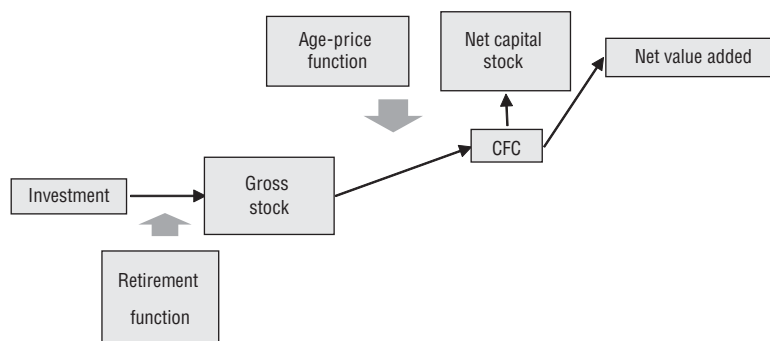 Age-price
function
Net capital
stock
Net value added
CFC
Investment
Gross
stock
Retirement
function